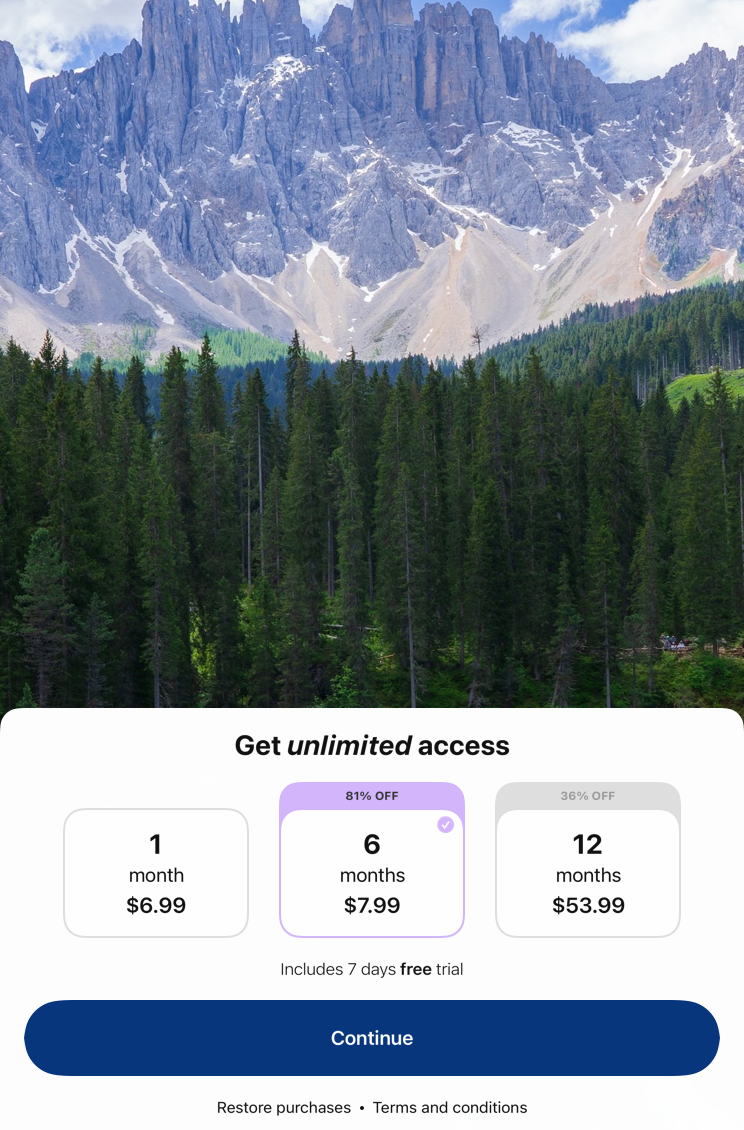 Get unlimited access
81% OFF
36% OFF
1
month
$6.99
6
months
$7.99
12
months
$53.99
Includes 7 days free trial
Continue
Restore purchases • Terms and conditions